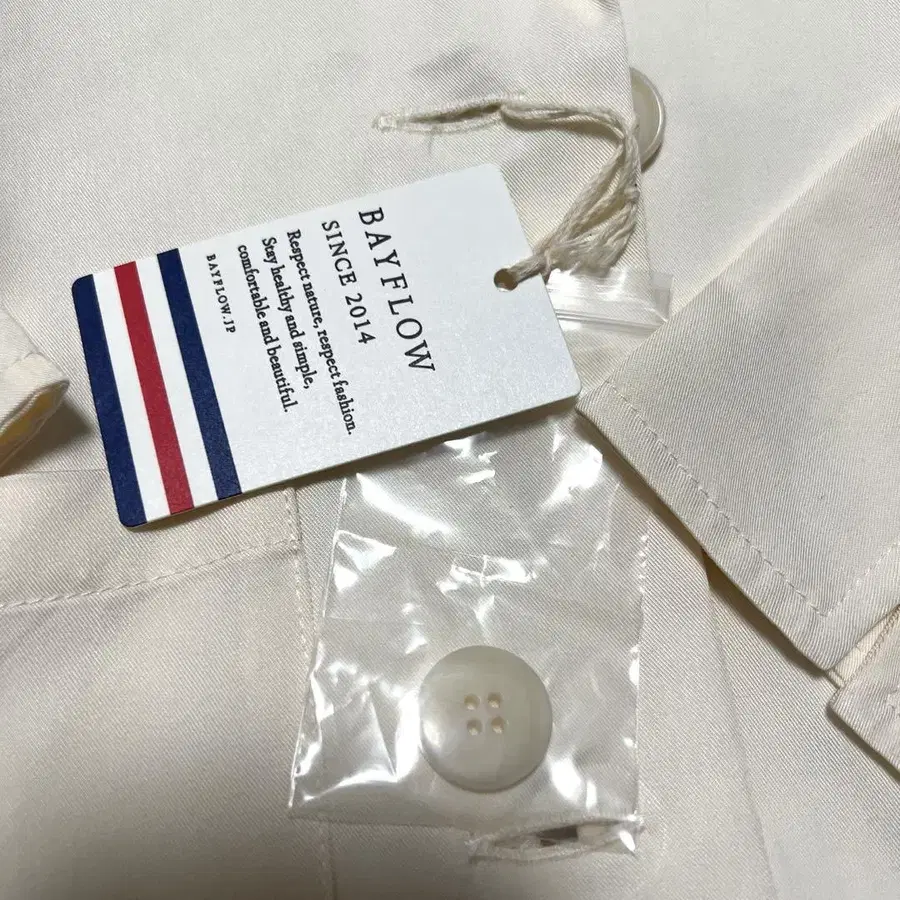 BAYFLOW
SINCE 2014
Respect nature, respect fashion.
Stay healthy and simple,
comfortable and beautiful.
BAYFLOW.JP